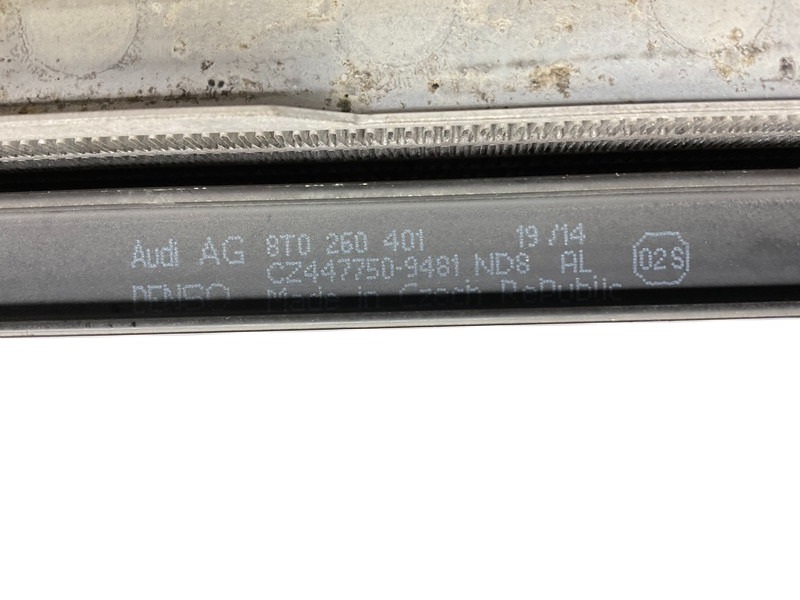 Audi AG 8T0 260 401 19/14
CZ447750-9481 ND8 AL 02S
DENSO Made in Czech Republic